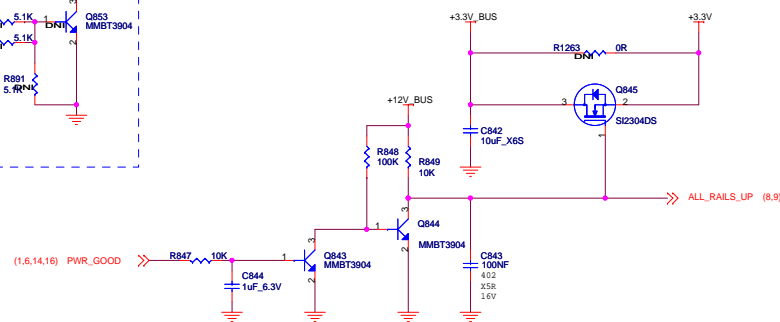 5.1K
1
DNI
3
Q853
MMBT3904
5.1K
2
R891
DNI
5.1K
+3.3V_BUS
+3.3V
R1263
0R
DNI
Q845
3
2
SI2304DS
1
+12V_BUS
C842
10uF_X6S
R848
100K
R849
10K
ALL_RAILS_UP (8,9)
3
1
Q844
2
MMBT3904
(1,6,14,16) PWR_GOOD
R847
10K
3
1
Q843
MMBT3904
2
C844
1uF_6.3V
C843
100NF
402
X5R
16V